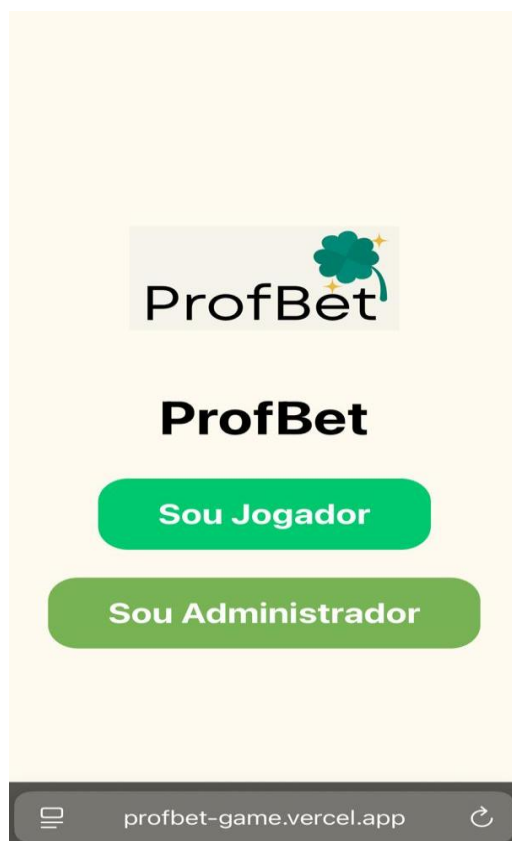 ProfBet
ProfBet
Sou Jogador
Sou Administrador
profbet-game.vercel.app